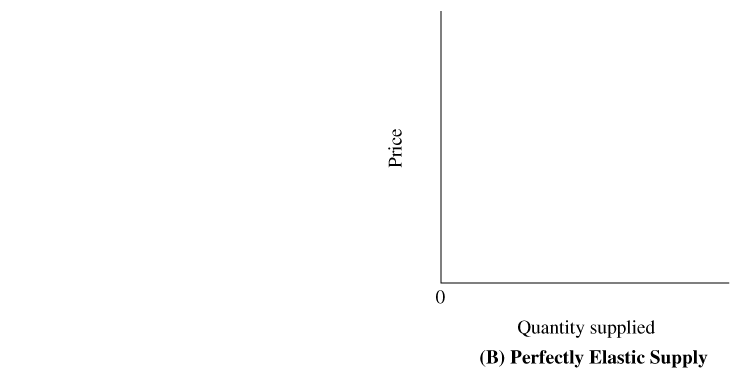 Price
0
Quantity supplied
(B) Perfectly Elastic Supply